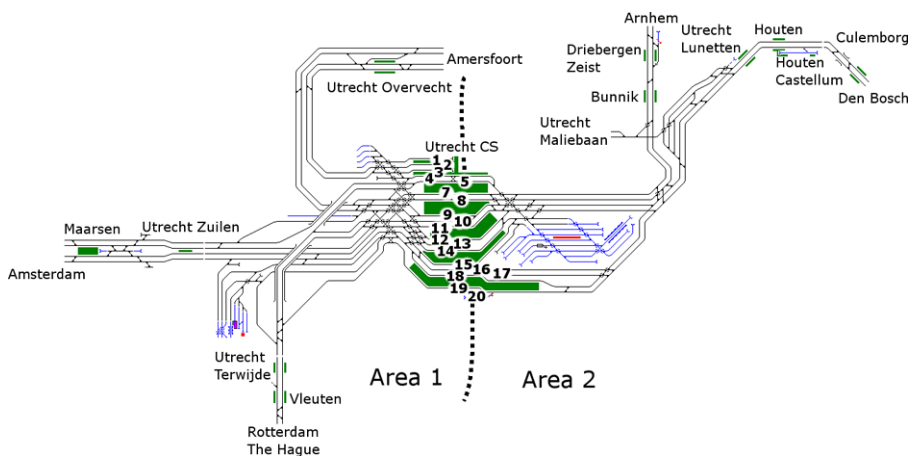 Arnhem
Utrecht
Lunetten
Houten
Culemborg
Driebergen
Zeist
Houten
Castellum
Amersfoort
Utrecht Overvecht
Bunnik
Den Bosch
Utrecht
Maliebaan
Utrecht CS
1
2
3
4
5
7
8
9
10
11
12
13
14
15
16
17
18
19
20
Maarsen
Utrecht Zuilen
Amsterdam
Utrecht
Terwijde
Vleuten
Rotterdam
The Hague
Area 1
Area 2